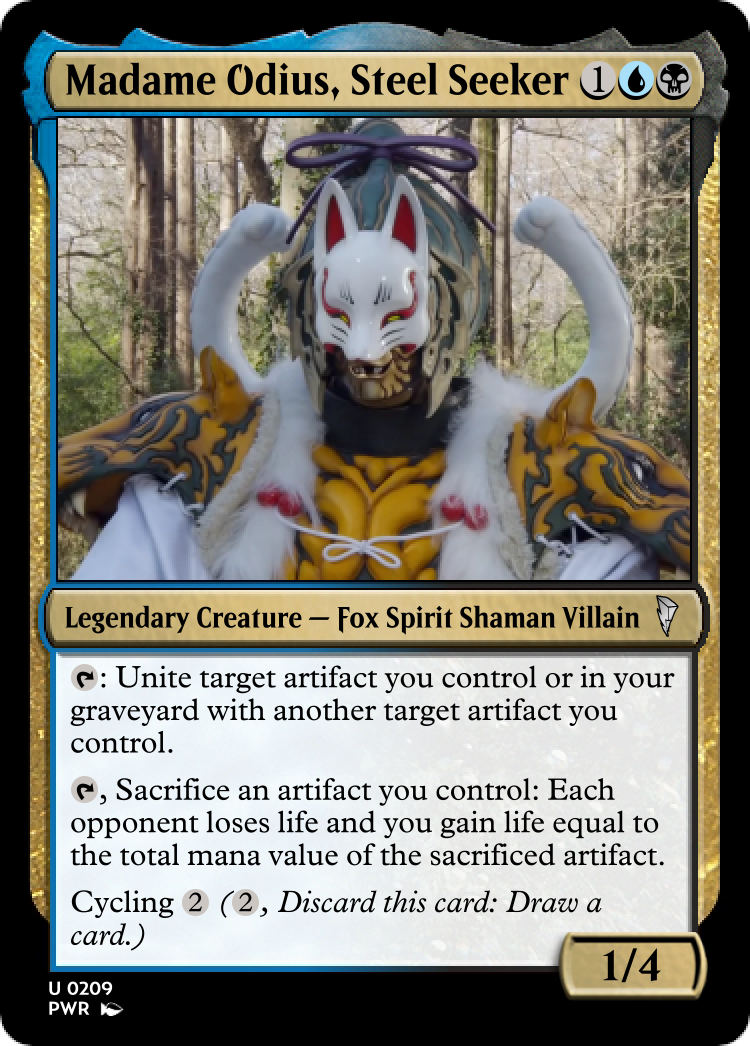 Madame Odius, Steel Seeker 1
Legendary Creature — Fox Spirit Shaman Villain
: Unite target artifact you control or in your
graveyard with another target artifact you
control.
, Sacrifice an artifact you control: Each
opponent loses life and you gain life equal to
the total mana value of the sacrificed artifact.
Cycling 2 (2, Discard this card: Draw a
card.)
1/4
U 0209
PWR